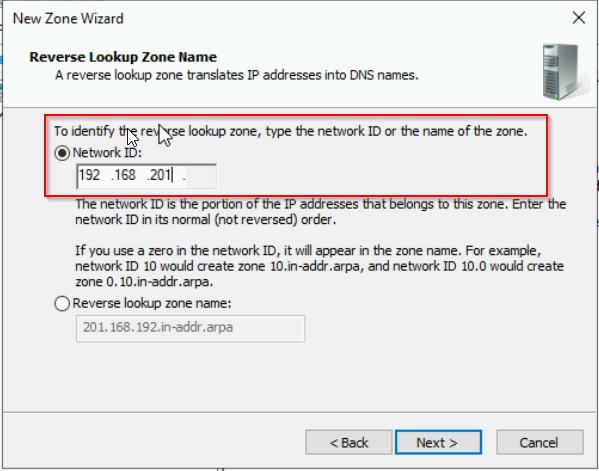 New Zone Wizard
Reverse Lookup Zone Name
A reverse lookup zone translates IP addresses into DNS names.
To identify the reverse lookup zone, type the network ID or the name of the zone.
Network ID:
192 .168 .201 .
The network ID is the portion of the IP addresses that belongs to this zone. Enter the
network ID in its normal (not reversed) order.
If you use a zero in the network ID, it will appear in the zone name. For example,
network ID 10 would create zone 10.in-addr.arpa, and network ID 10.0 would create
zone 0.10.in-addr.arpa.
Reverse lookup zone name:
201.168.192.in-addr.arpa
< Back
Next >
Cancel